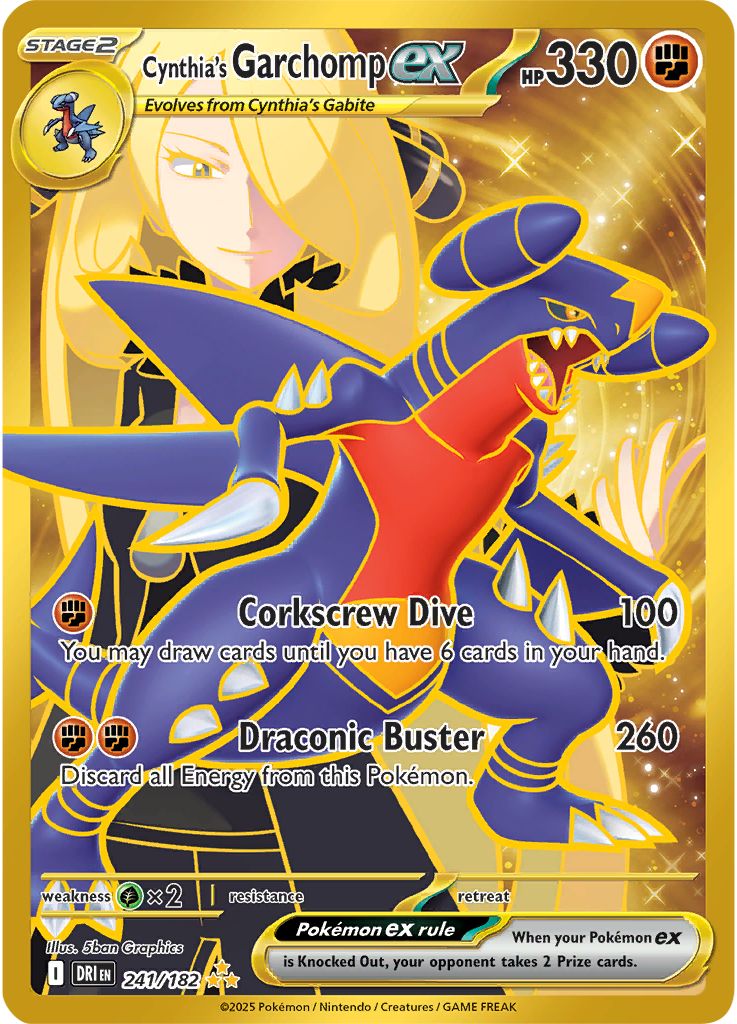 STAGE2
Cynthia's Garchomp ex
HP330
Evolves from Cynthia's Gabite
Corkscrew Dive 100
You may draw cards until you have 6 cards in your hand.
Draconic Buster 260
Discard all Energy from this Pokémon.
weakness ×2 resistance retreat
Pokémon ex rule
When your Pokémon ex
is Knocked Out, your opponent takes 2 Prize cards.
Illus. 5ban Graphics
I DRI EN 241/182
©2025 Pokémon / Nintendo / Creatures / GAME FREAK